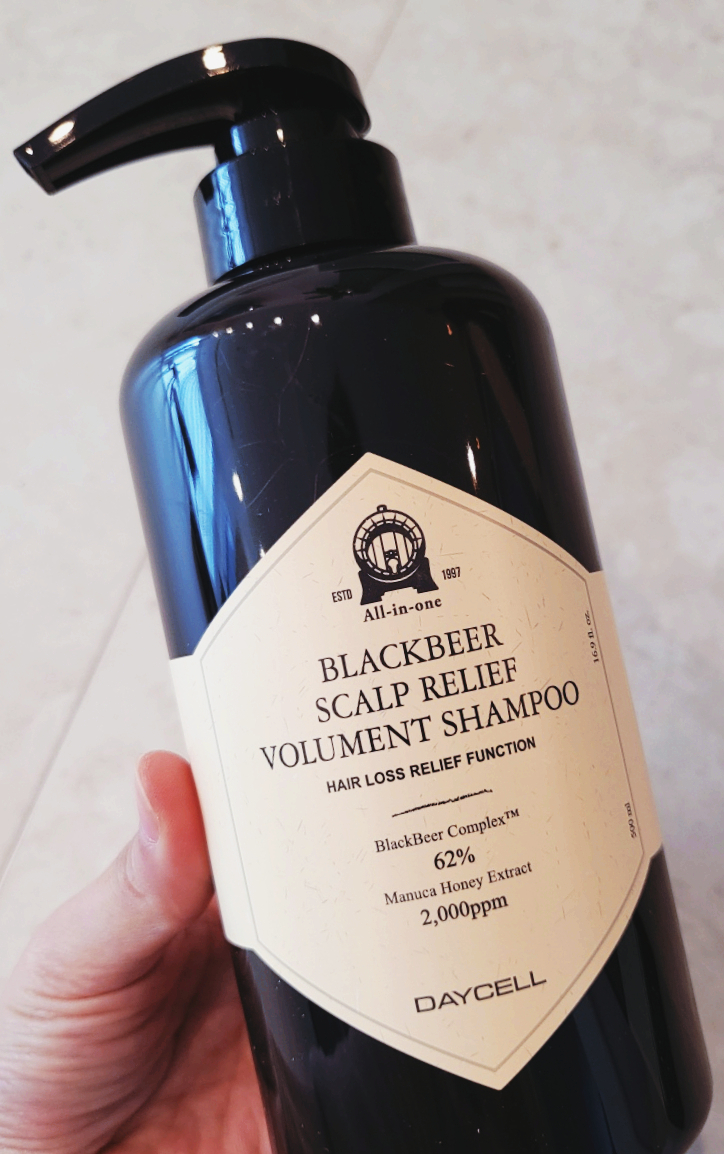 ESTD 1997
All-in-one
BLACKBEER
SCALP RELIEF
VOLUMENT SHAMPOO
HAIR LOSS RELIEF FUNCTION
BlackBeer Complex™
62%
Manuca Honey Extract
2,000ppm
DAYCELL
16.9 fl. oz.
500 ml